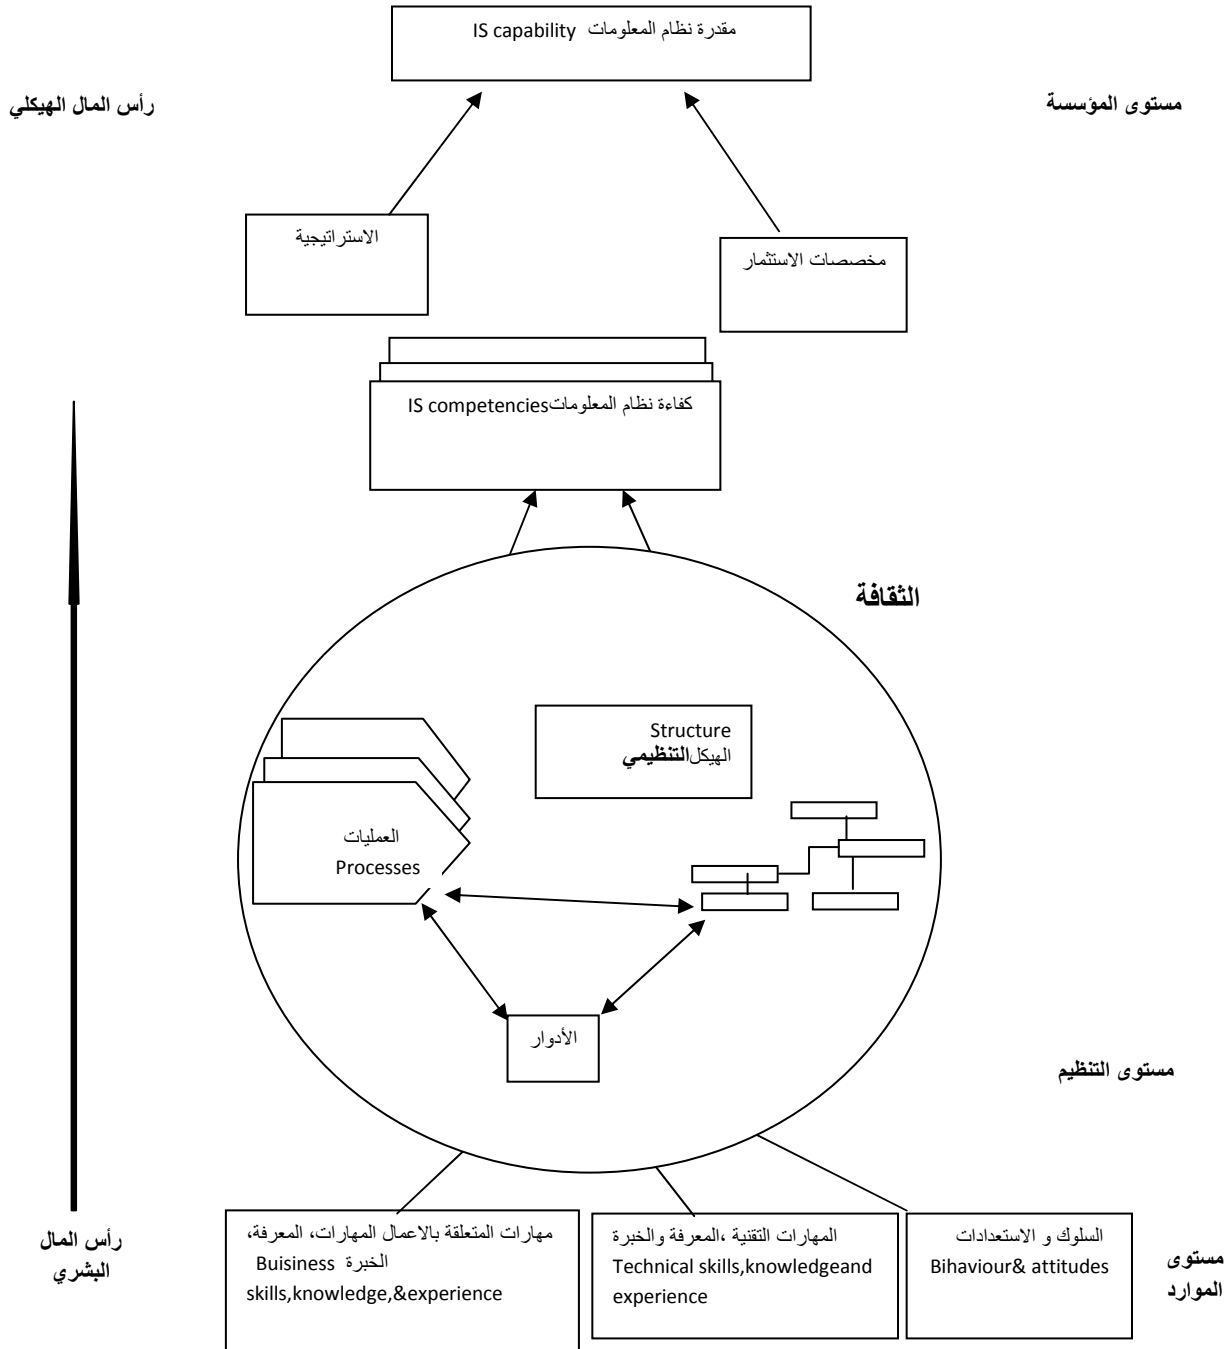 مقدرة نظام المعلومات IS capability
رأس المال الهيكلي
مستوى المؤسسة
الاستراتيجية
مخصصات الاستثمار
كفاءة نظام المعلوماتIS competencies
الثقافة
Structure
الهيكل التنظيمي
العمليات
Processes
الأدوار
مستوى التنظيم
رأس المال
البشري
مهارات المتعلقة بالاعمال المهارات، المعرفة،
الخبرة Buisiness
skills,knowledge,&experience
المهارات التقنية ،المعرفة والخبرة
Technical skills,knowledgeand
experience
السلوك و الاستعدادات
Bihaviour& attitudes
مستوى
الموارد